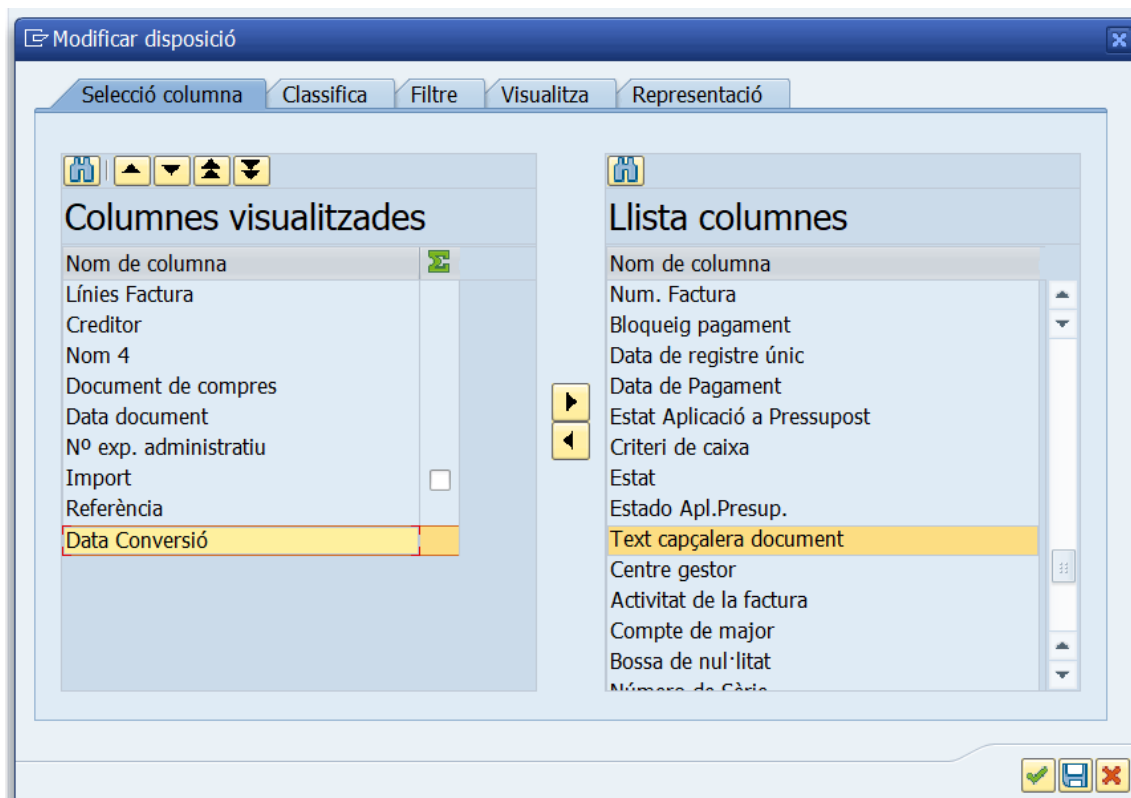 Modificar disposició
Selecció columna
Classifica
Filtre
Visualitza
Representació
Columnes visualitzades
Nom de columna
Línies Factura
Creditor
Nom 4
Document de compres
Data document
Nº exp. administratiu
Import
Referència
Data Conversió
Llista columnes
Nom de columna
Num. Factura
Bloqueig pagament
Data de registre únic
Data de Pagament
Estat Aplicació a Pressupost
Criteri de caixa
Estat
Estado Apl.Presup.
Text capçalera document
Centre gestor
Activitat de la factura
Compte de major
Bossa de nul·litat
Número de Sèrie